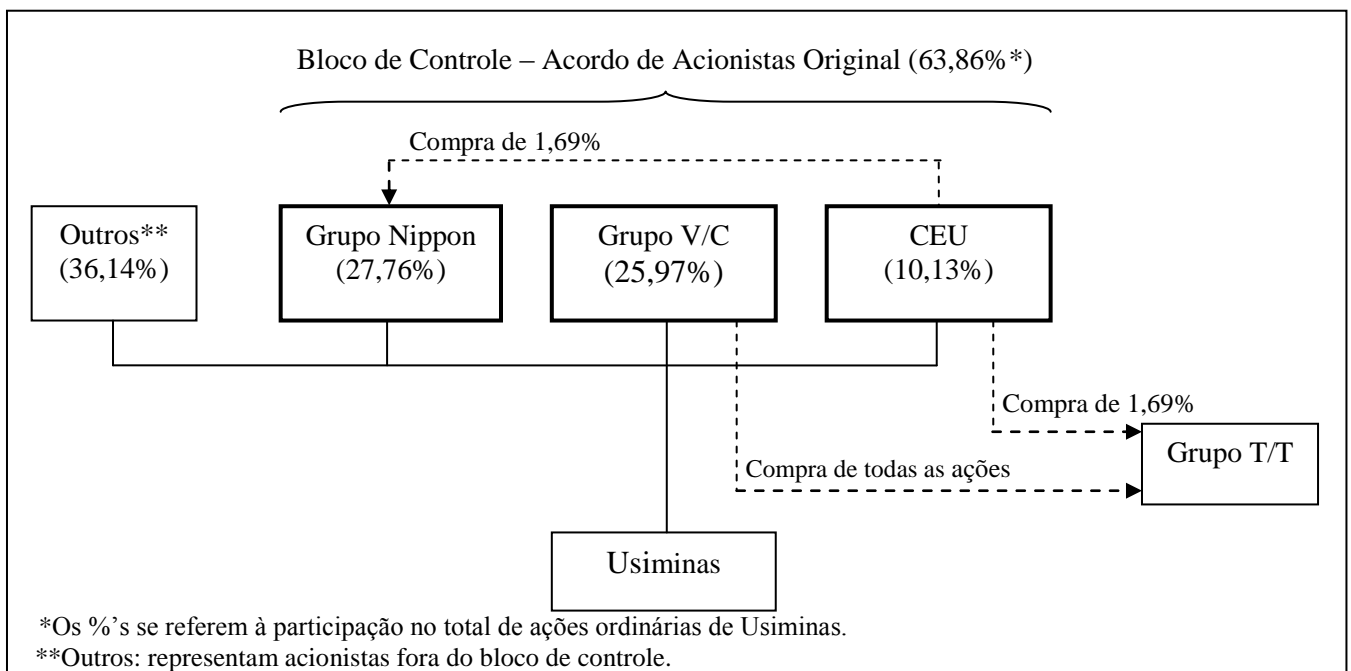 Bloco de Controle – Acordo de Acionistas Original (63,86%*)
Compra de 1,69%
Outros**
(36,14%)
Grupo Nippon
(27,76%)
Grupo V/C
(25,97%)
CEU
(10,13%)
Compra de 1,69%
Grupo T/T
Compra de todas as ações
Usiminas
*Os %'s se referem à participação no total de ações ordinárias de Usiminas.
**Outros: representam acionistas fora do bloco de controle.